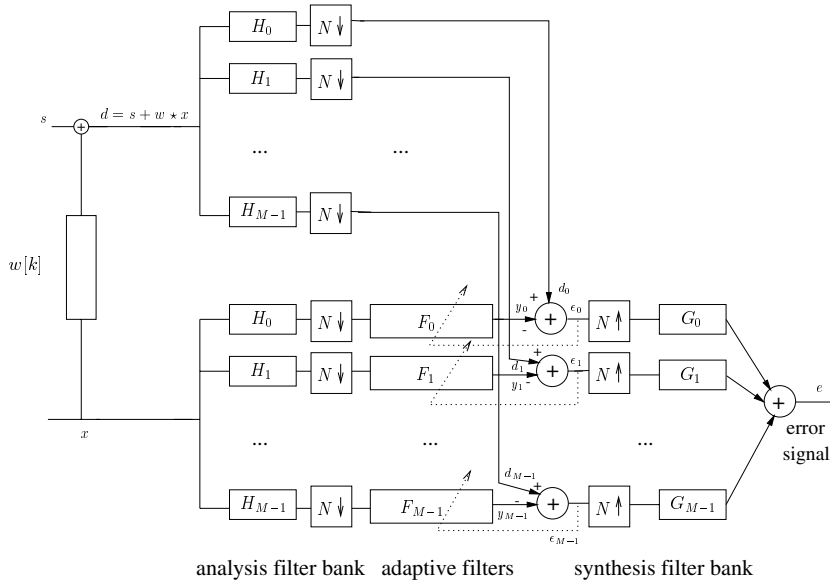 H_0 N↓
H_1 N↓
s d = s + w ⋆ x
... ...
H_{M−1} N↓
w[k]
d_0
H_0 N↓ F_0 y_0 + - + ϵ_0 N↑ G_0
H_1 N↓ F_1 d_1 y_1 + - + ϵ_1 N↑ G_1
x
+ e
error
signal
... ... ...
d_{M−1}
H_{M−1} N↓ F_{M−1} y_{M−1} + - + ϵ_{M−1} N↑ G_{M−1}
analysis filter bank adaptive filters synthesis filter bank